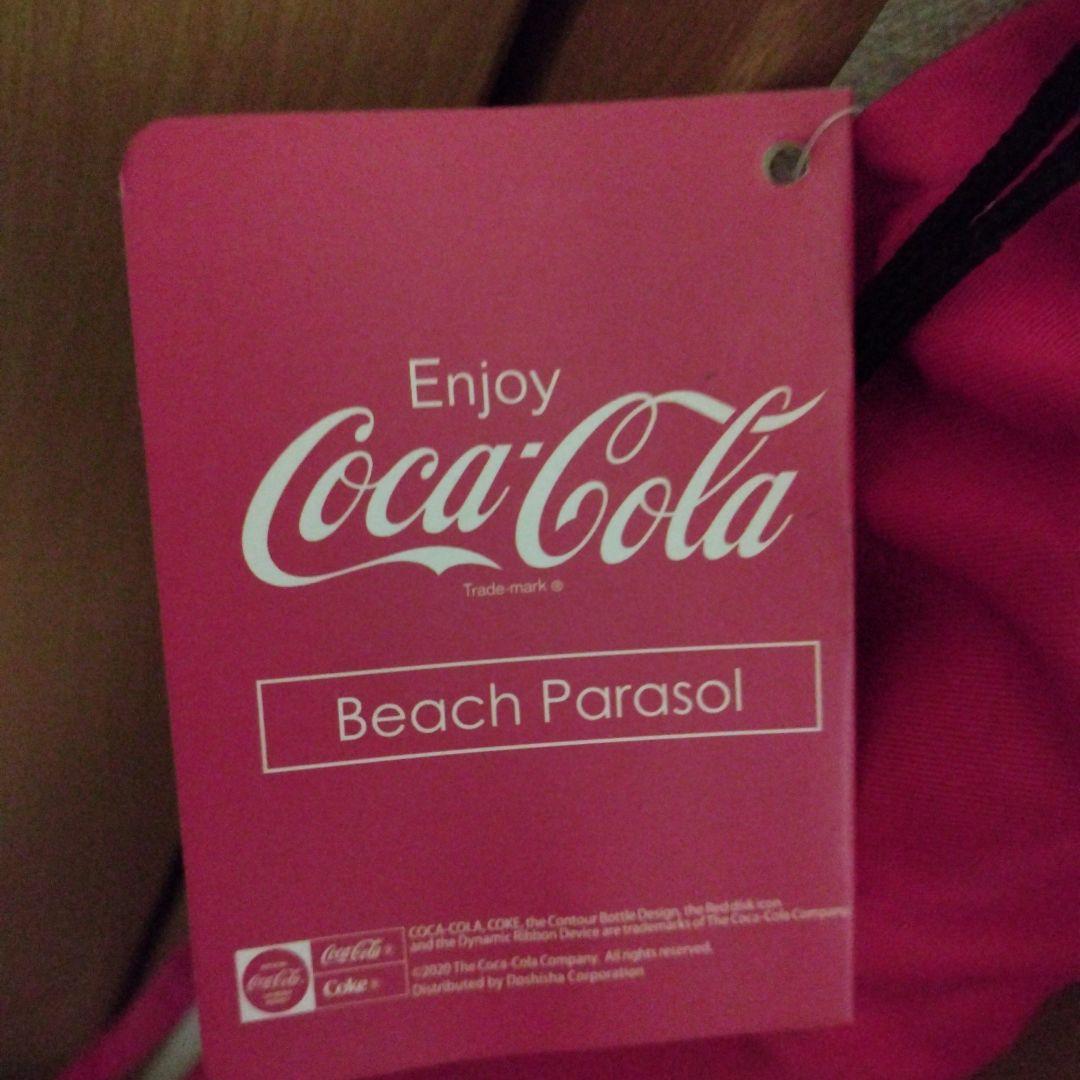 Enjoy
Coca-Cola
Trade-mark ®
Beach Parasol
COCA-COLA, COKE, the Contour Bottle Design, the Red disk icon
and the Dynamic Ribbon Device are trademarks of The Coca-Cola Company
©2020 The Coca-Cola Company. All rights reserved.
Distributed by Doshisha Corporation
Coca-Cola ®
Coke ®
Coca-Cola